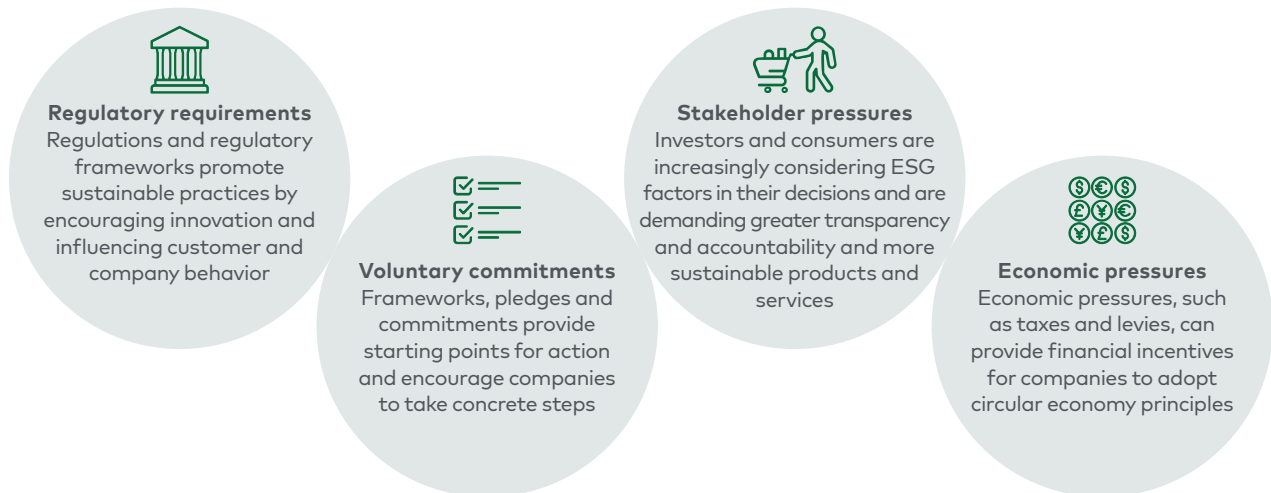 Regulatory requirements
Regulations and regulatory
frameworks promote
sustainable practices by
encouraging innovation and
influencing customer and
company behavior
Voluntary commitments
Frameworks, pledges and
commitments provide
starting points for action
and encourage companies
to take concrete steps
Stakeholder pressures
Investors and consumers are
increasingly considering ESG
factors in their decisions and are
demanding greater transparency
and accountability and more
sustainable products and
services
$ € $
£ ¥ €
¥ £ $
Economic pressures
Economic pressures, such
as taxes and levies, can
provide financial incentives
for companies to adopt
circular economy principles